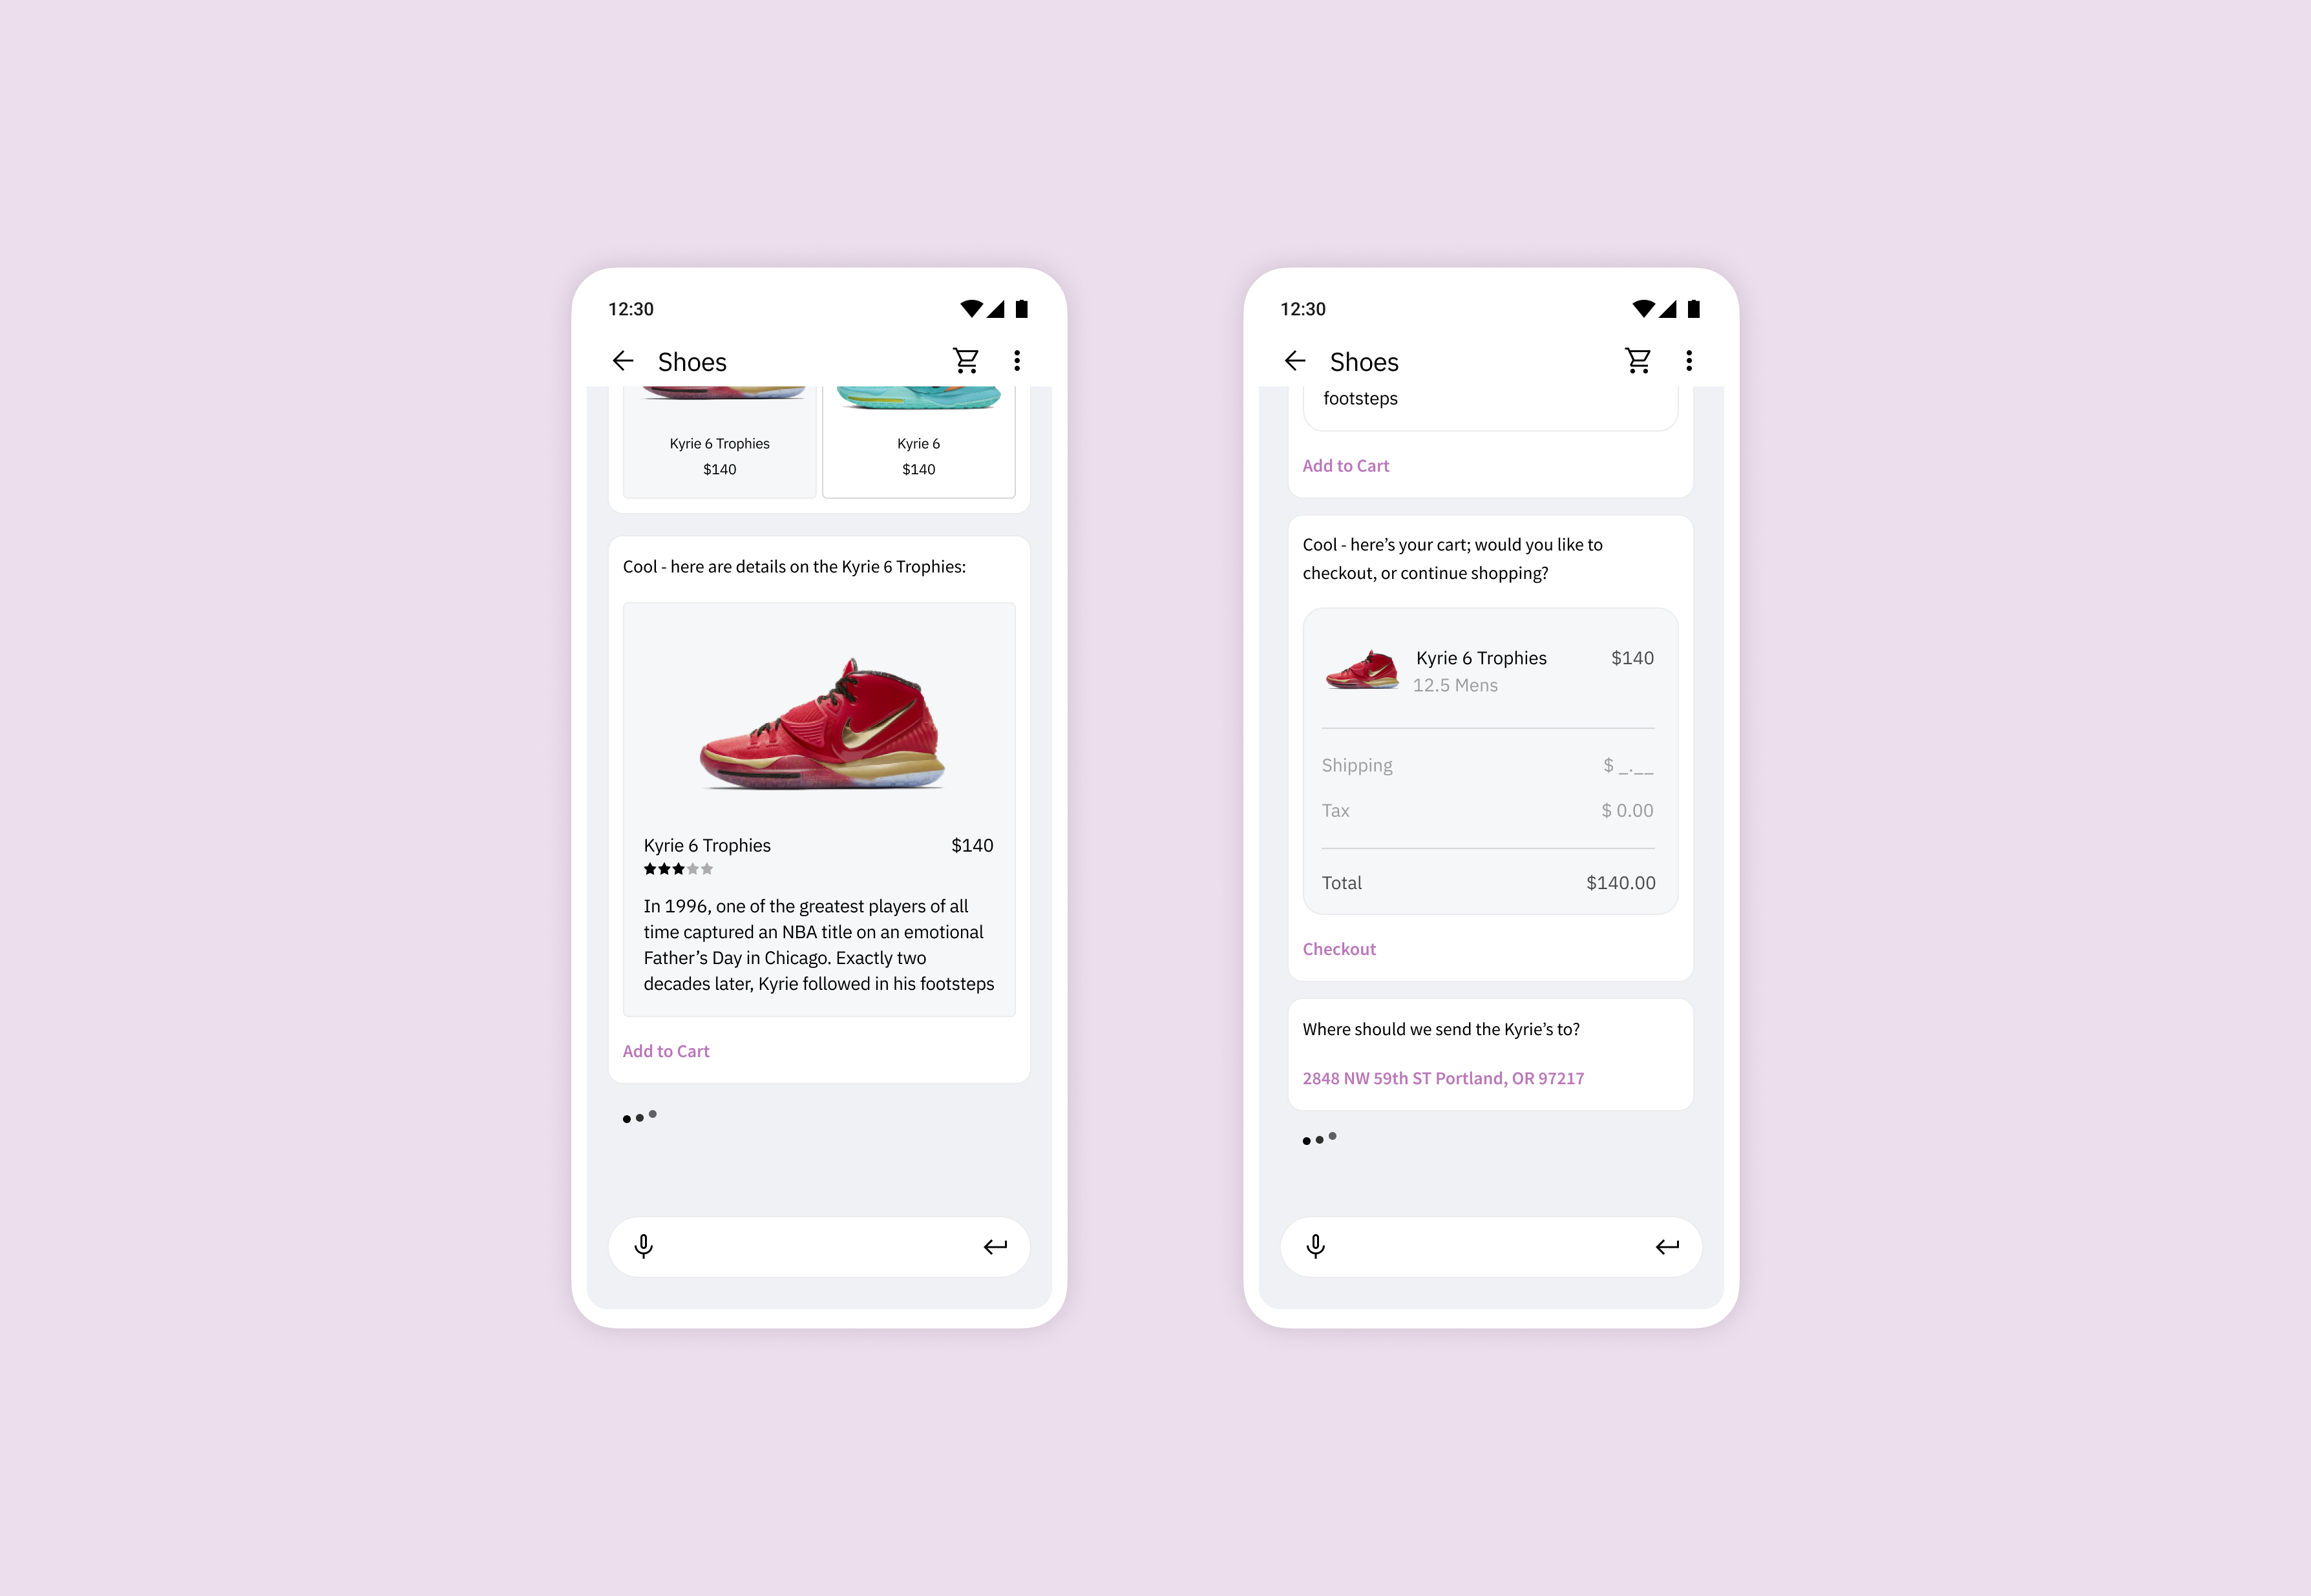 12:30
Shoes
Kyrie 6 Trophies
$140
Kyrie 6
$140
Cool - here are details on the Kyrie 6 Trophies:
Kyrie 6 Trophies $140
In 1996, one of the greatest players of all
time captured an NBA title on an emotional
Father’s Day in Chicago. Exactly two
decades later, Kyrie followed in his footsteps
Add to Cart
12:30
Shoes
footsteps
Add to Cart
Cool - here’s your cart; would you like to
checkout, or continue shopping?
Kyrie 6 Trophies $140
12.5 Mens
Shipping $ _.__
Tax $ 0.00
Total $140.00
Checkout
Where should we send the Kyrie’s to?
2848 NW 59th ST Portland, OR 97217